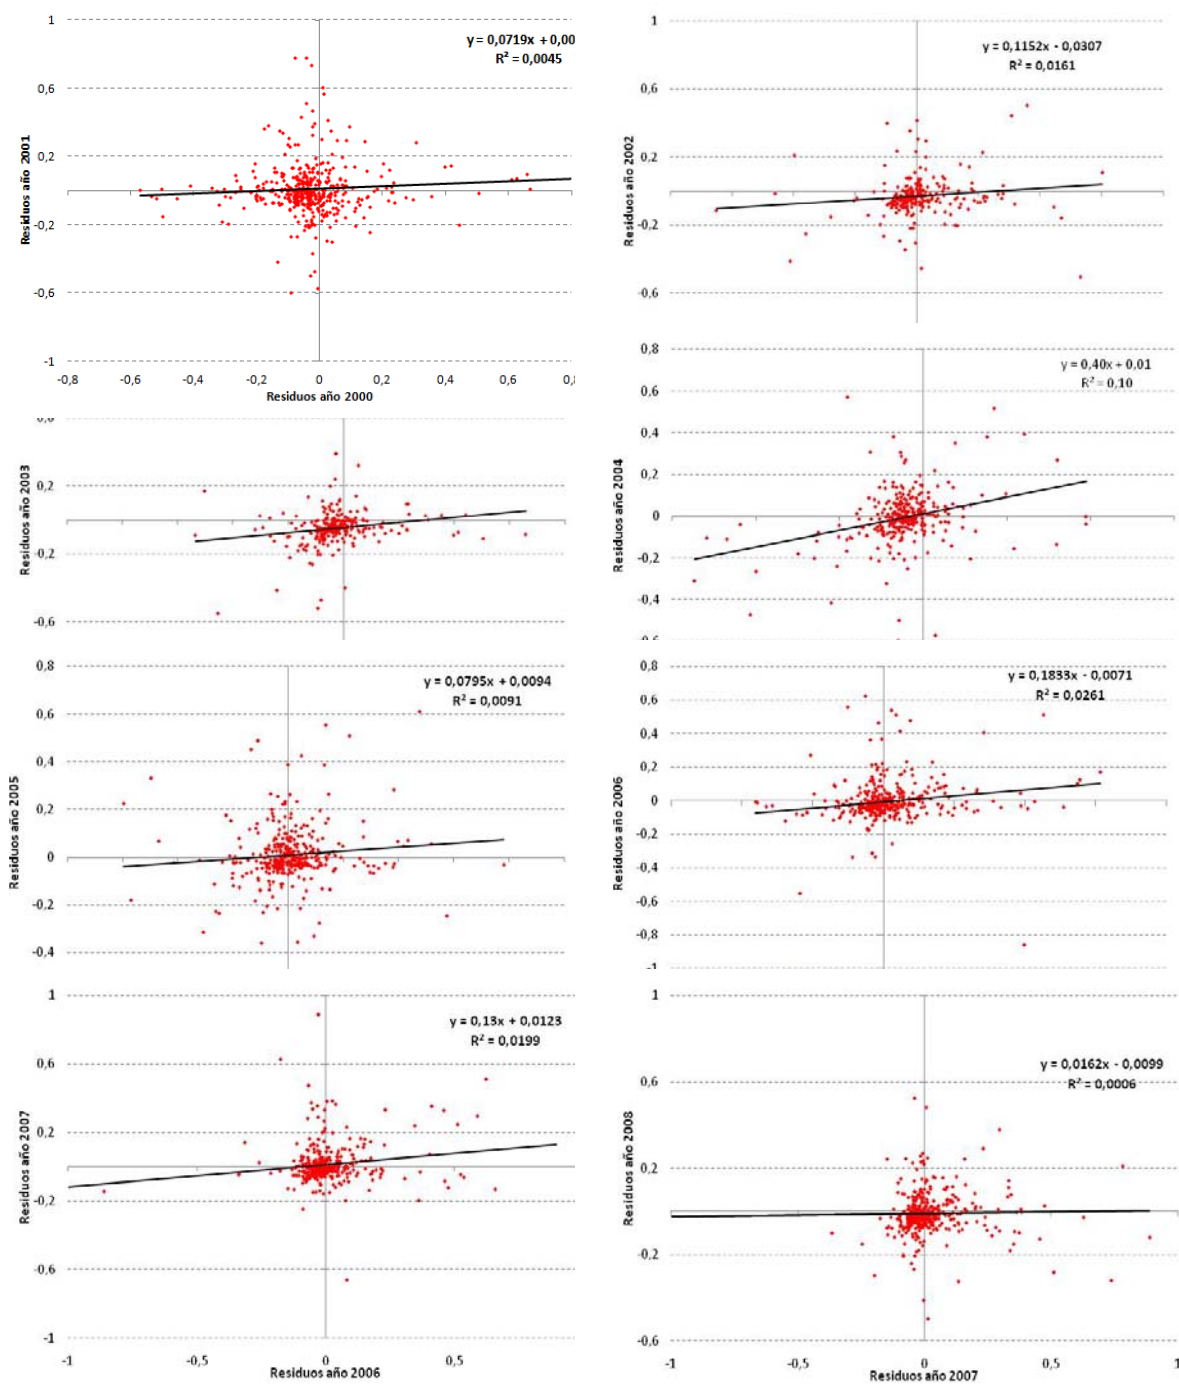 1
y = 0,0719x + 0,00
R² = 0,0045
0,6
0,2
-0,2
-0,6
-1
Residuos año 2001
-0,8
-0,6
-0,4
-0,2
0
0,2
0,4
0,6
Residuos año 2000
1
y = 0,1152x - 0,0307
R² = 0,0161
0,6
0,2
-0,2
-0,6
Residuos año 2002
0,2
-0,2
-0,6
Residuos año 2003
0,8
y = 0,40x + 0,01
R² = 0,10
0,6
0,4
0,2
0
-0,2
-0,4
Residuos año 2004
0,8
y = 0,0795x + 0,0094
R² = 0,0091
0,6
0,4
0,2
0
-0,2
-0,4
Residuos año 2005
0,8
y = 0,1833x - 0,0071
R² = 0,0261
0,6
0,4
0,2
0
-0,2
-0,4
-0,6
-0,8
-1
Residuos año 2006
1
y = 0,13x + 0,0123
R² = 0,0199
0,6
0,2
-0,2
-0,6
-1
Residuos año 2007
-1
-0,5
0
0,5
Residuos año 2006
1
y = 0,0162x - 0,0099
R² = 0,0006
0,6
0,2
-0,2
-0,6
Residuos año 2008
-1
-0,5
0
0,5
1
Residuos año 2007